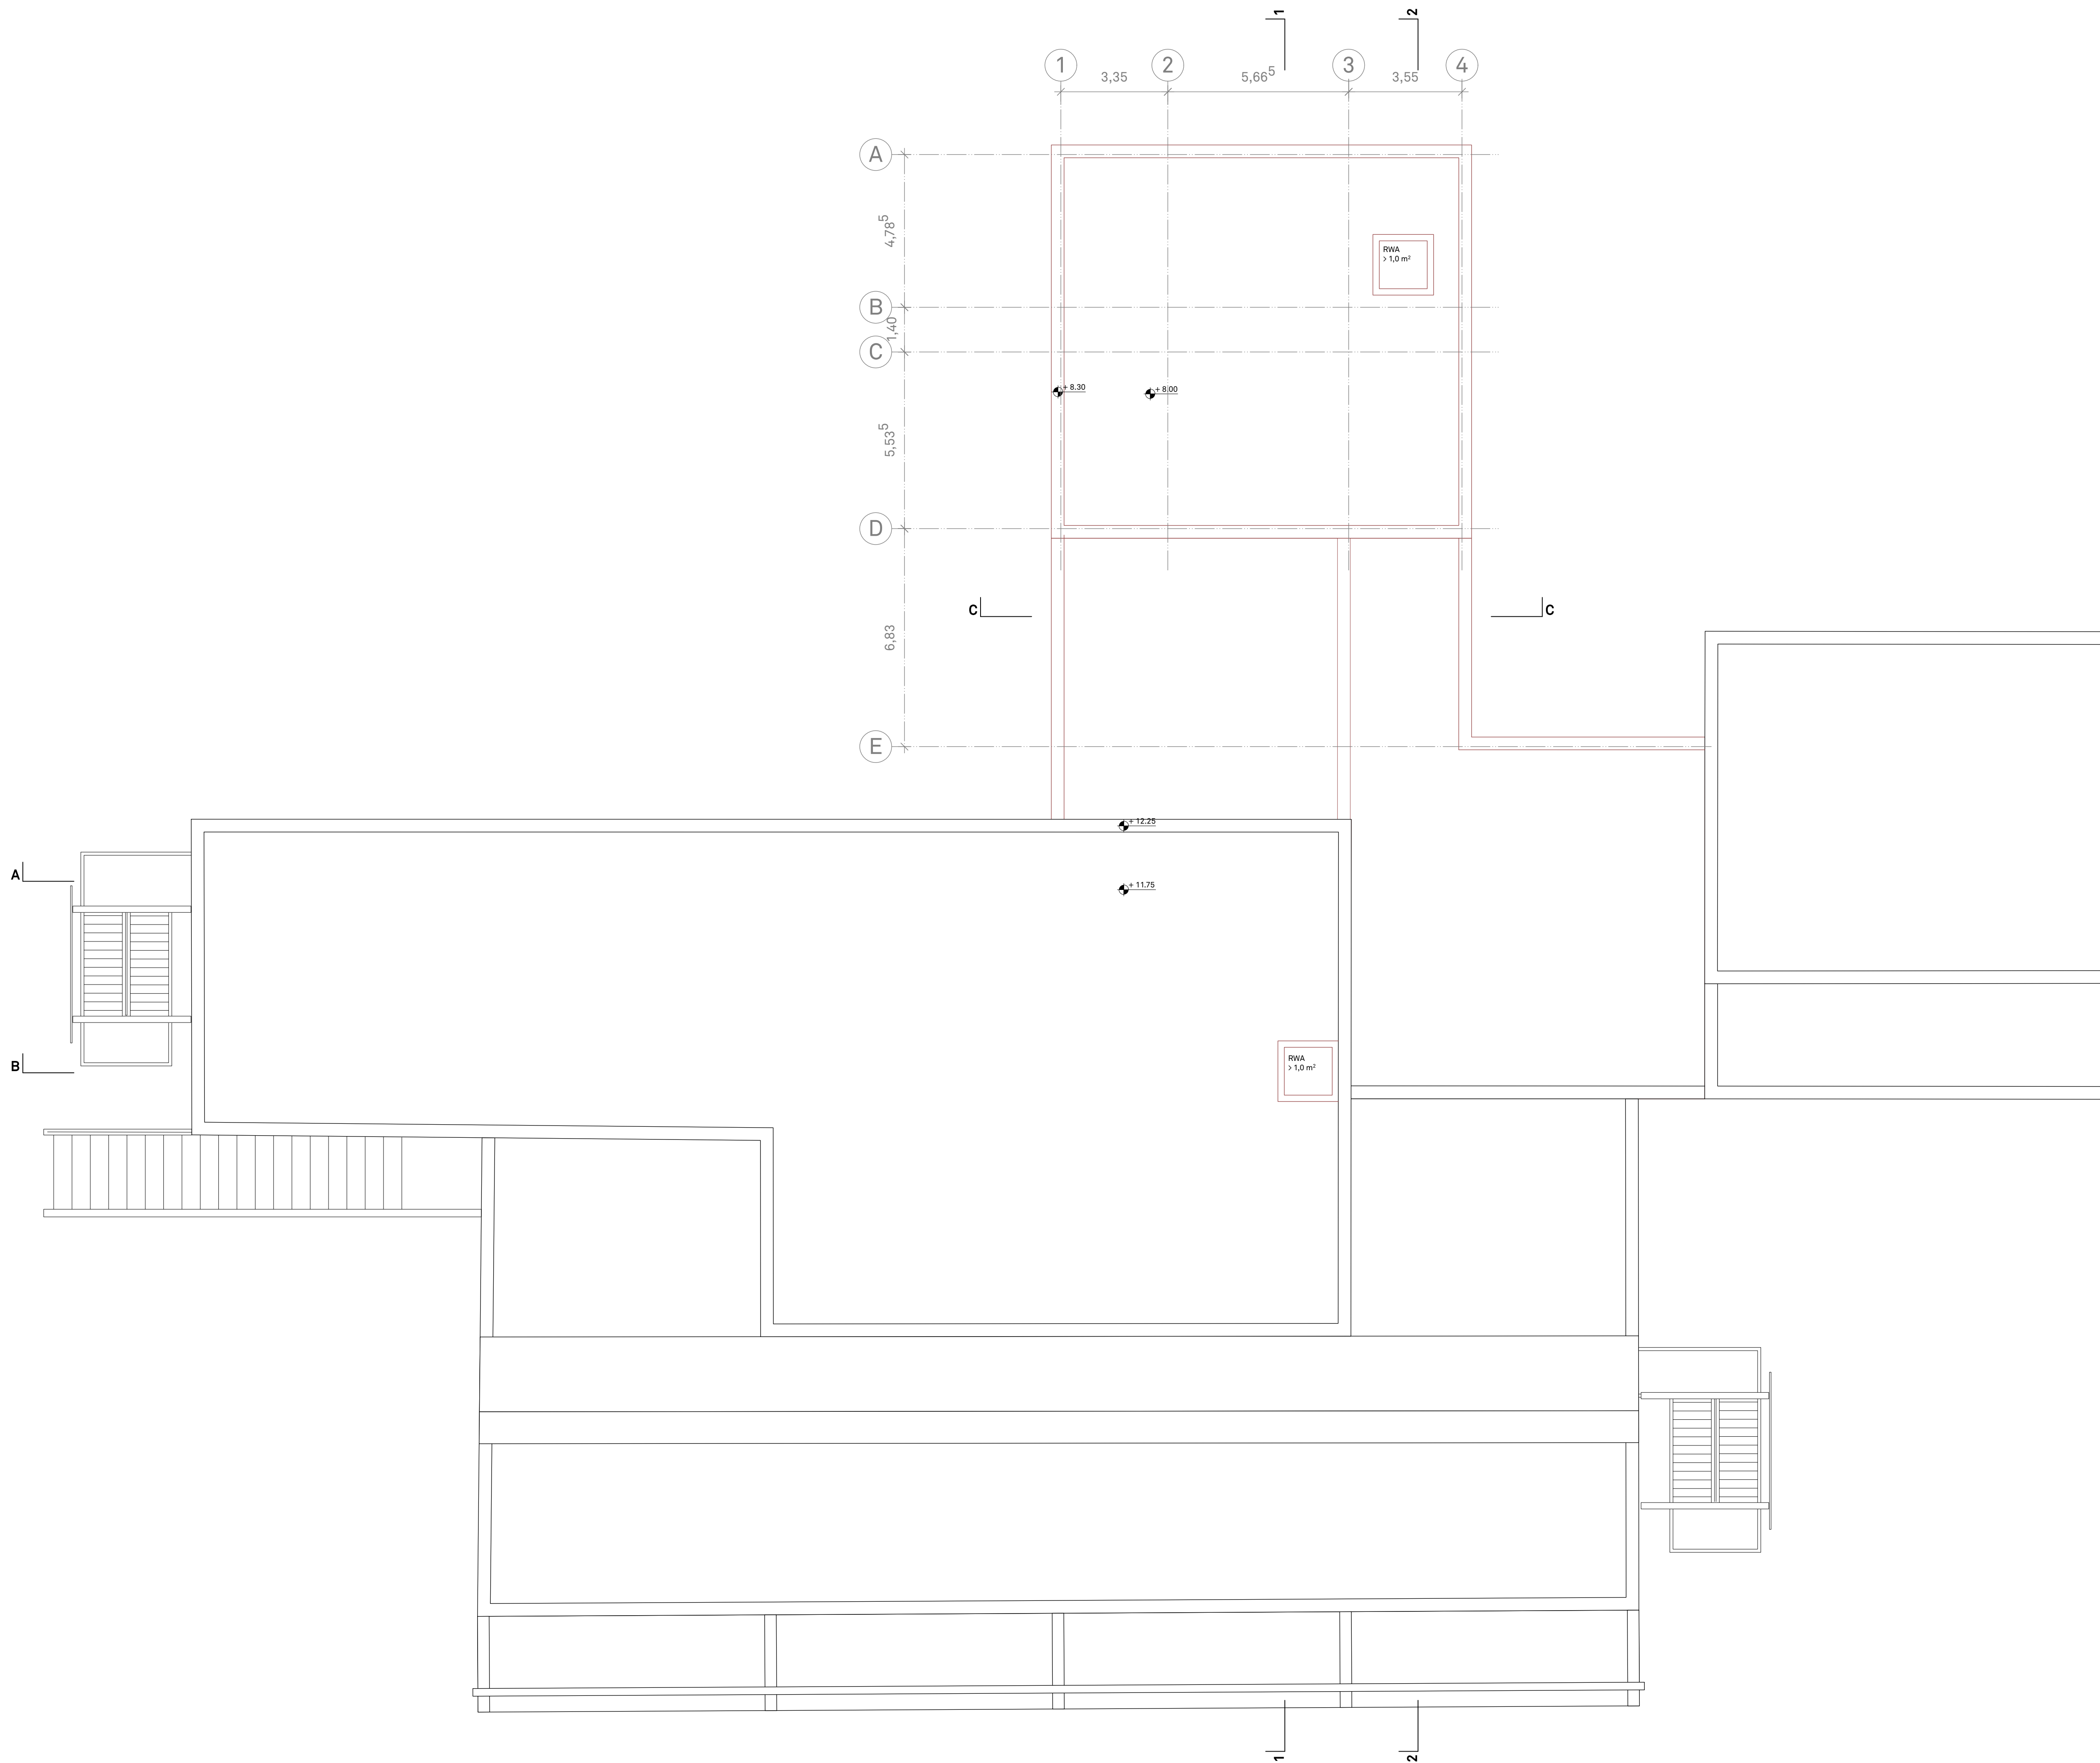 1
2
1
2
3
4
3,35
5,66⁵
3,55
A
4,78⁵
RWA
> 1,0 m²
B
1,40
C
+ 8.30
+ 8.00
5,53⁵
D
C
C
6,83
E
+ 12.25
A
+ 11.75
RWA
> 1,0 m²
B
1
2